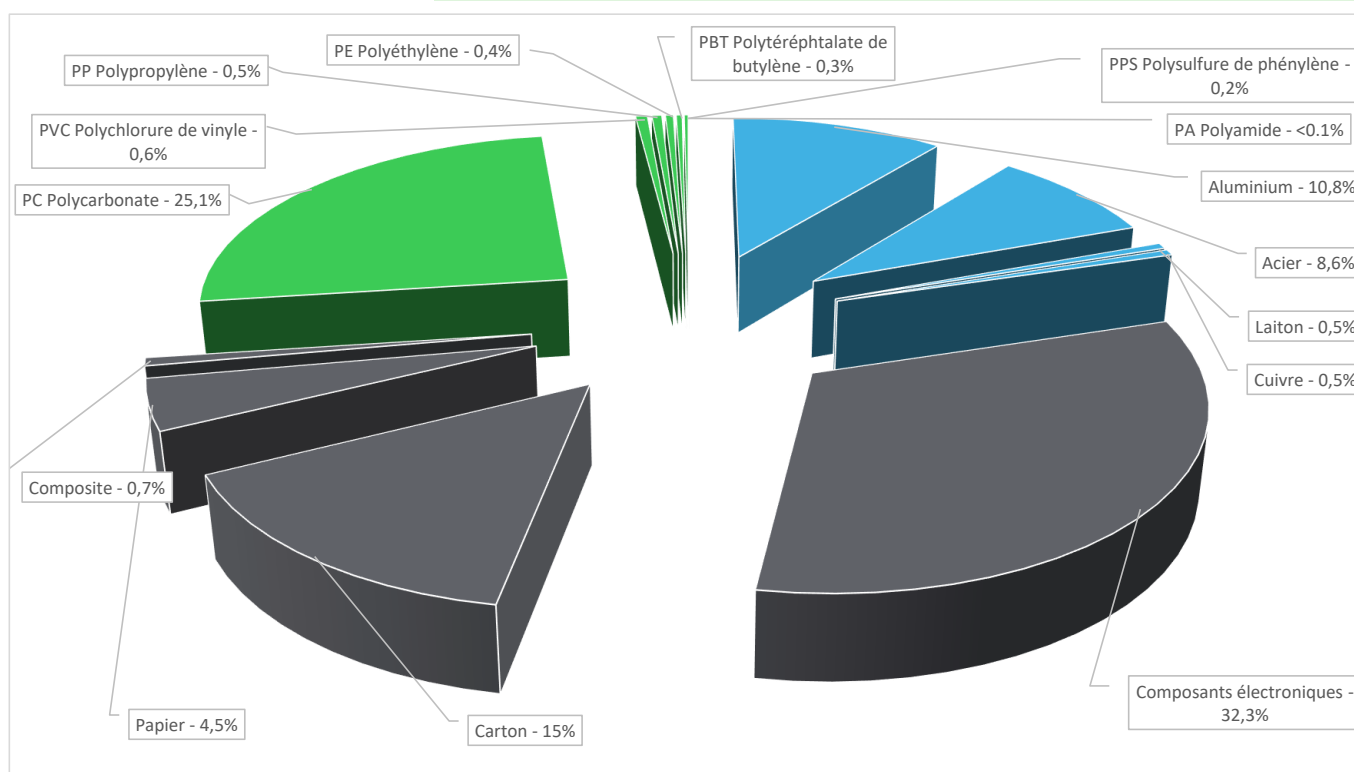 PE Polyéthylène - 0,4%
PBT Polytéréphtalate de
butylène - 0,3%
PP Polypropylène - 0,5%
PPS Polysulfure de phénylène -
0,2%
PVC Polychlorure de vinyle -
0,6%
PA Polyamide - <0.1%
PC Polycarbonate - 25,1%
Aluminium - 10,8%
Acier - 8,6%
Laiton - 0,5%
Cuivre - 0,5%
Composite - 0,7%
Papier - 4,5%
Carton - 15%
Composants électroniques -
32,3%